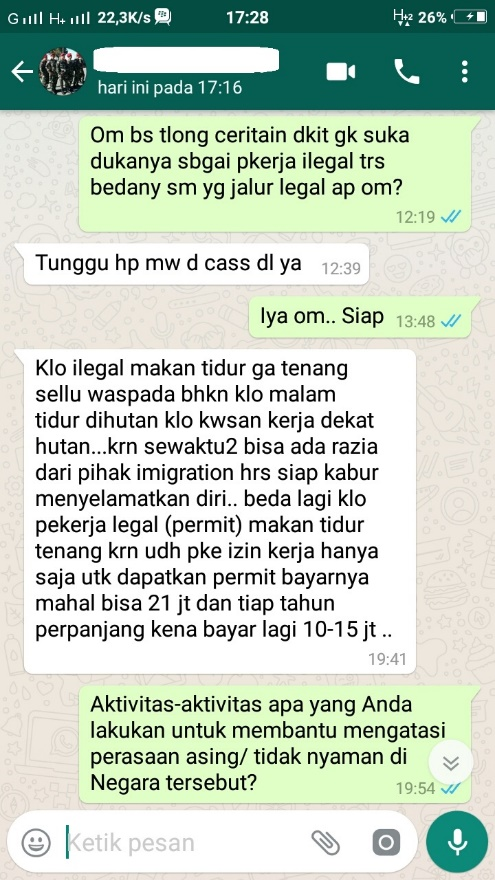 G H+ 22,3K/s 17:28 H+2 26%
hari ini pada 17:16
Om bs tlong ceritain dkit gk suka
dukanya sbgai pkerja ilegal trs
bedany sm yg jalur legal ap om?
12:19
Tunggu hp mw d cass dl ya 12:39
Iya om.. Siap 13:48
Klo ilegal makan tidur ga tenang
sellu waspada bhkn klo malam
tidur dihutan klo kwsan kerja dekat
hutan...krn sewaktu2 bisa ada razia
dari pihak imigration hrs siap kabur
menyelamatkan diri.. beda lagi klo
pekerja legal (permit) makan tidur
tenang krn udh pke izin kerja hanya
saja utk dapatkan permit bayarnya
mahal bisa 21 jt dan tiap tahun
perpanjang kena bayar lagi 10-15 jt ..
19:41
Aktivitas-aktivitas apa yang Anda
lakukan untuk membantu mengatasi
perasaan asing/ tidak nyaman di
Negara tersebut?
19:54
Ketik pesan